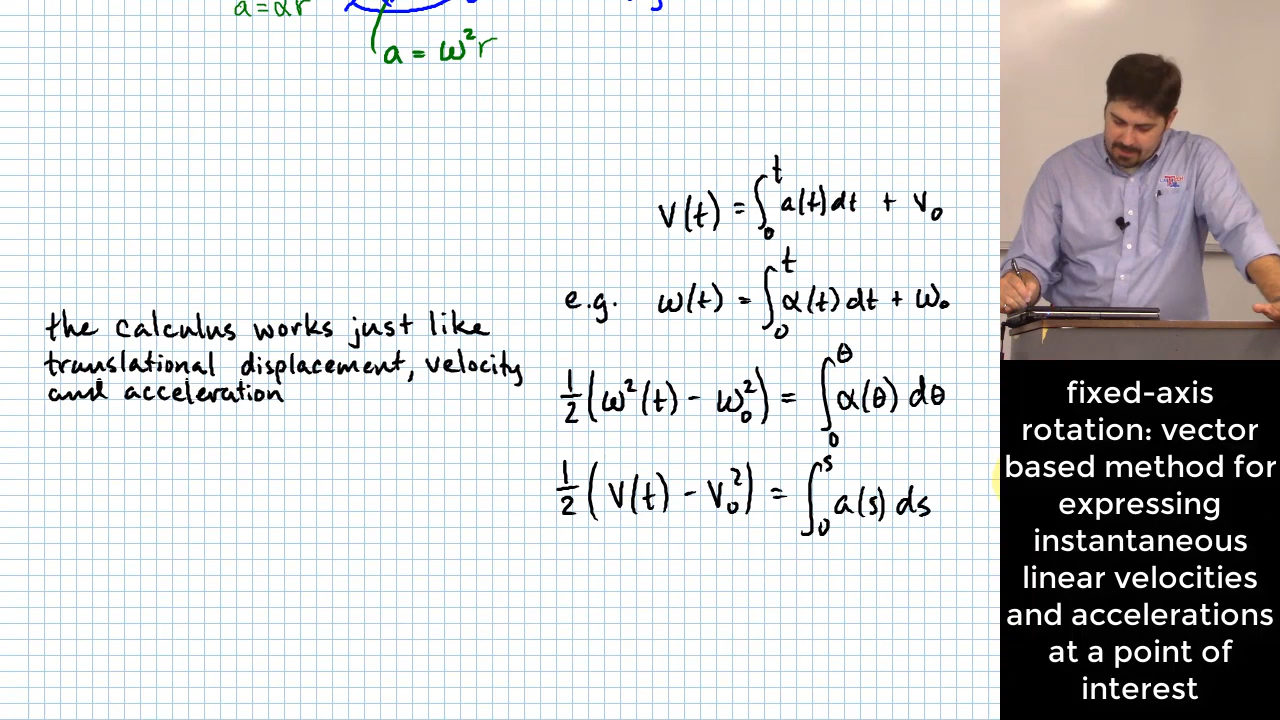 a = αr
a = ω²r
v(t) = ∫₀ᵗ a(t) dt + v₀
e.g. ω(t) = ∫₀ᵗ α(t) dt + ω₀
the calculus works just like
translational displacement, velocity
and acceleration
½(ω²(t) - ω₀²) = ∫₀^θ α(θ) dθ
½(v(t) - v₀²) = ∫₀ˢ a(s) ds
fixed-axis
rotation: vector
based method for
expressing
instantaneous
linear velocities
and accelerations
at a point of
interest